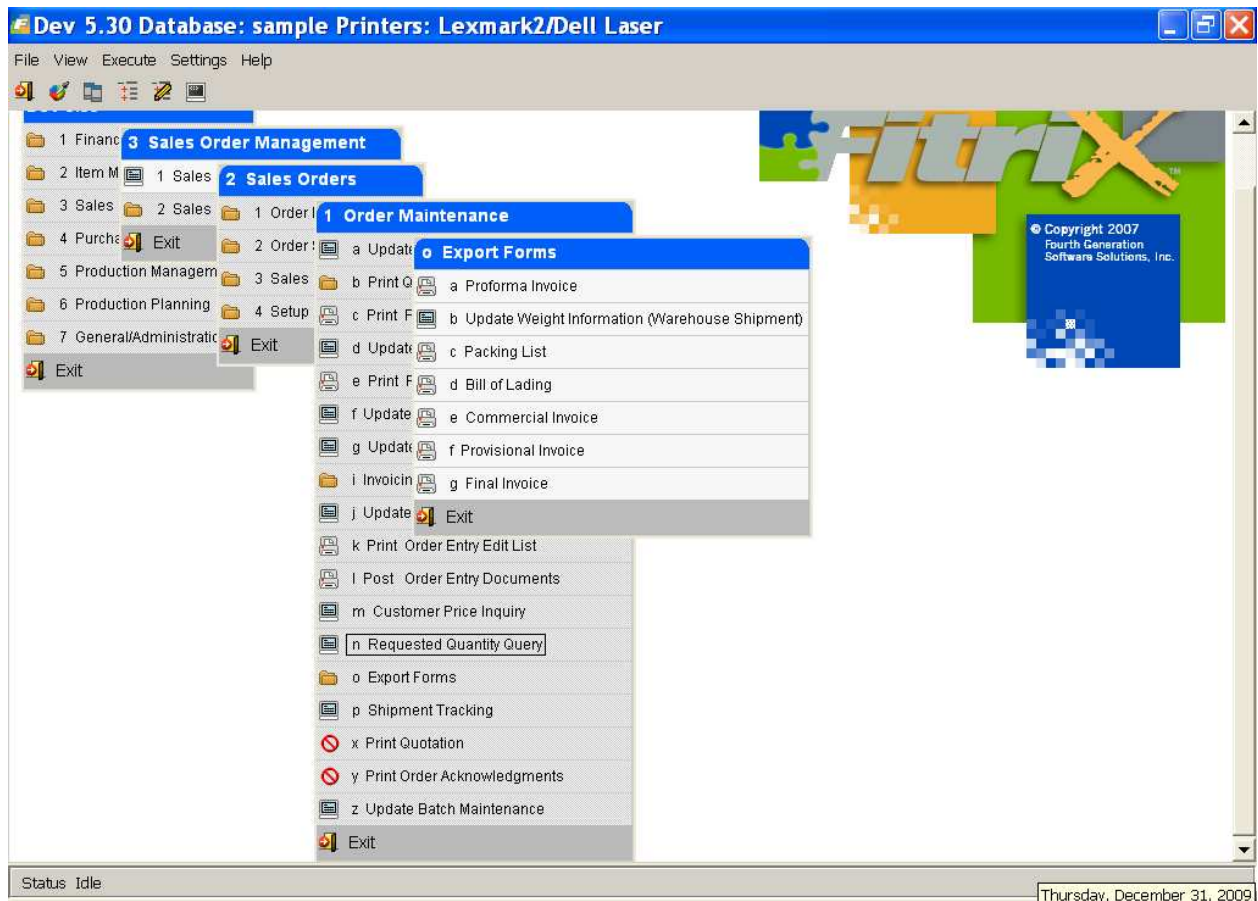 Dev 5.30 Database: sample Printers: Lexmark2/Dell Laser
File View Execute Settings Help
1 Financ
2 Item M
3 Sales
4 Purcha
5 Production Managem
6 Production Planning
7 General/Administratic
Exit
3 Sales Order Management
1 Sales
2 Sales
Exit
2 Sales Orders
1 Order
2 Order
3 Sales
4 Setup
Exit
1 Order Maintenance
a Update
b Print Q
c Print
d Update
e Print
f Update
g Update
i Invoicin
j Update
k Print Order Entry Edit List
l Post Order Entry Documents
m Customer Price Inquiry
n Requested Quantity Query
o Export Forms
p Shipment Tracking
x Print Quotation
y Print Order Acknowledgments
z Update Batch Maintenance
Exit
o Export Forms
a Proforma Invoice
b Update Weight Information (Warehouse Shipment)
c Packing List
d Bill of Lading
e Commercial Invoice
f Provisional Invoice
g Final Invoice
Exit
fitrix
TM
© Copyright 2007
Fourth Generation
Software Solutions, Inc.
Status Idle
Thursday, December 31, 2009